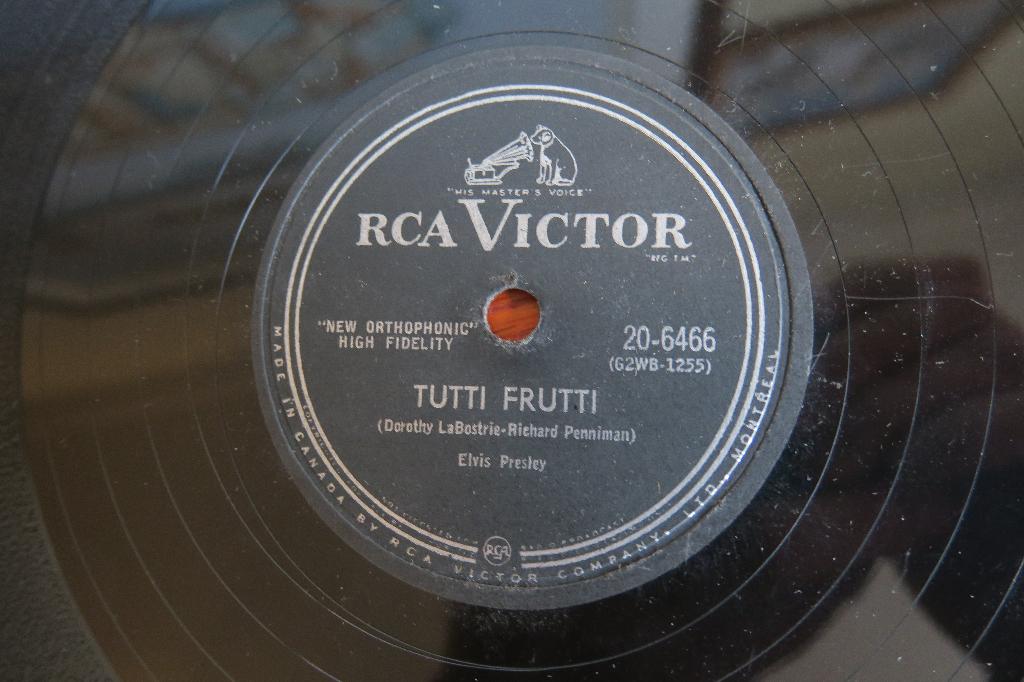 "HIS MASTER'S VOICE"
RCA VICTOR
"REG. T.M."
"NEW ORTHOPHONIC"
HIGH FIDELITY
20-6466
(G2WB-1255)
TUTTI FRUTTI
(Dorothy LaBostrie-Richard Penniman)
Elvis Presley
RCA
MADE IN CANADA BY RCA VICTOR COMPANY, LTD., MONTREAL